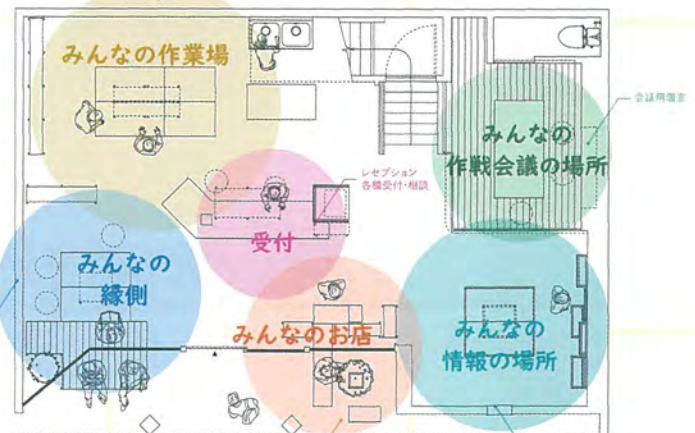 みんなの作業場
みんなの
作戦会議の場所
会議用個室
レセプション
各種受付・相談
受付
みんなの
縁側
みんなのお店
みんなの
情報の場所